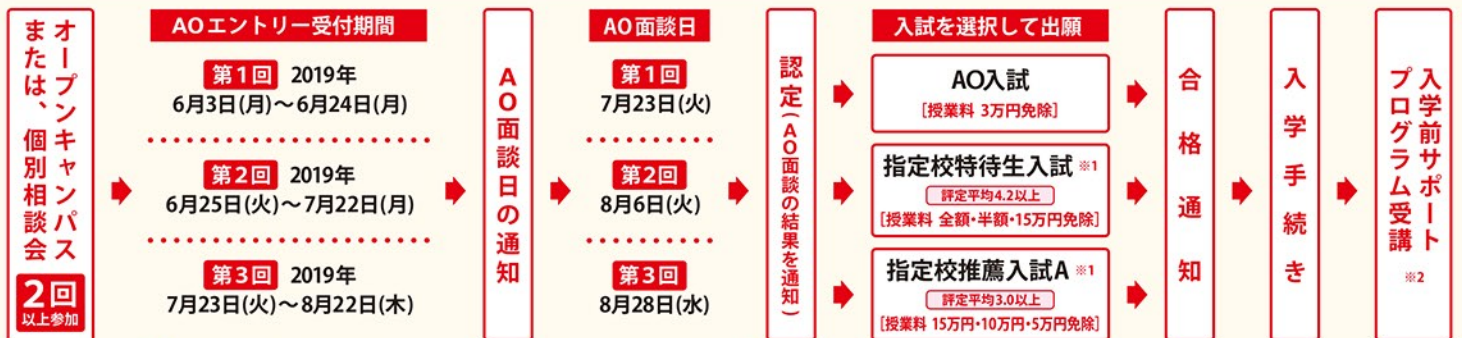 オープンキャンパス
または、個別相談会
2回
以上参加
AOエントリー受付期間
第1回 2019年
6月3日(月)〜6月24日(月)
第2回 2019年
6月25日(火)〜7月22日(月)
第3回 2019年
7月23日(火)〜8月22日(木)
AO面談日の通知
AO面談日
第1回
7月23日(火)
第2回
8月6日(火)
第3回
8月28日(水)
認定(AO面談の結果を通知)
入試を選択して出願
AO入試
[授業料 3万円免除]
指定校特待生入試 ※1
評定平均4.2以上
[授業料 全額・半額・15万円免除]
指定校推薦入試A ※1
評定平均3.0以上
[授業料 15万円・10万円・5万円免除]
合格通知
入学手続き
入学前サポート
プログラム受講
※2